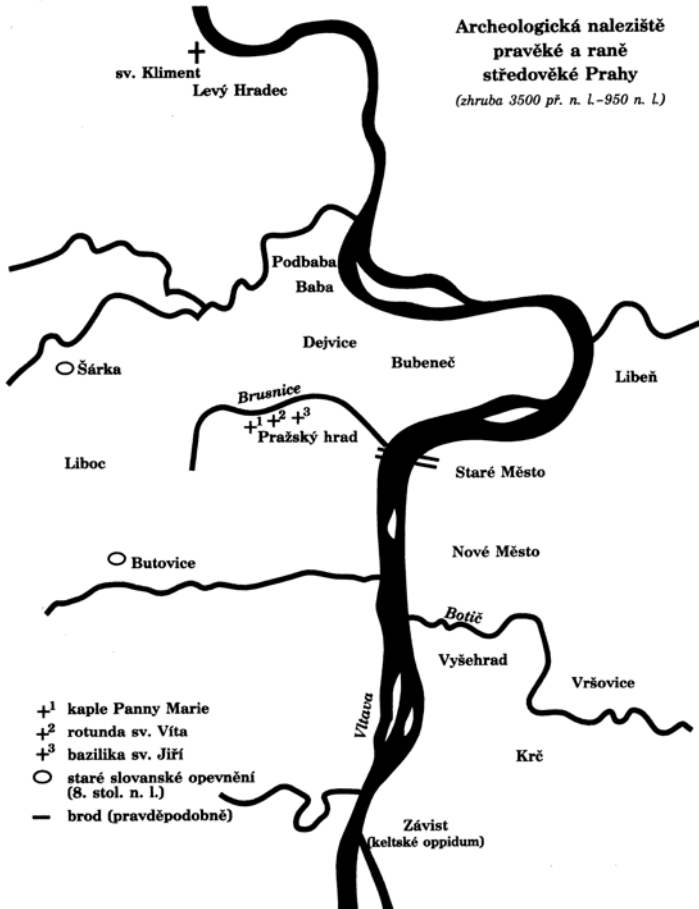 Archeologická naleziště
pravěké a raně
středověké Prahy
(zhruba 3500 př. n. l.–950 n. l.)
sv. Kliment
Levý Hradec
Podbaba
Baba
Dejvice
Bubeneč
Libeň
Šárka
Brusnice
+1 +2 +3
Pražský hrad
Liboc
Staré Město
Nové Město
Butovice
Botič
Vyšehrad
Vršovice
Vltava
Krč
+1 kaple Panny Marie
+2 rotunda sv. Víta
+3 bazilika sv. Jiří
staré slovanské opevnění
(8. stol. n. l.)
brod (pravděpodobně)
Závist
(keltské oppidum)